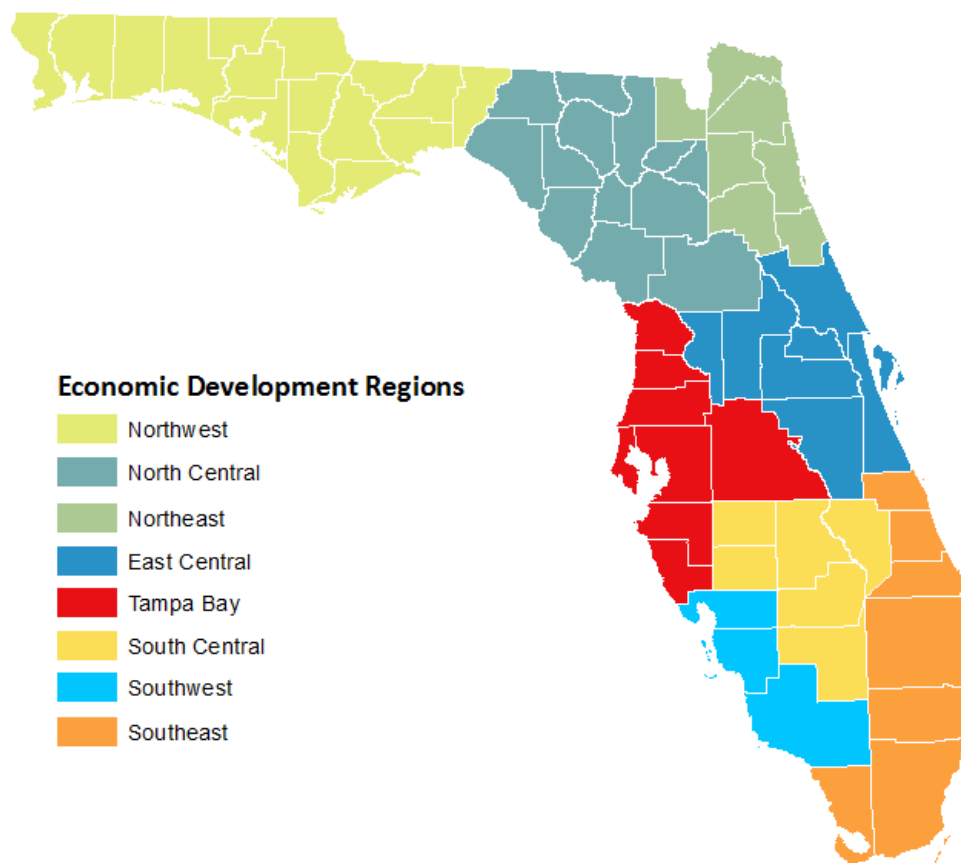 Economic Development Regions
Northwest
North Central
Northeast
East Central
Tampa Bay
South Central
Southwest
Southeast